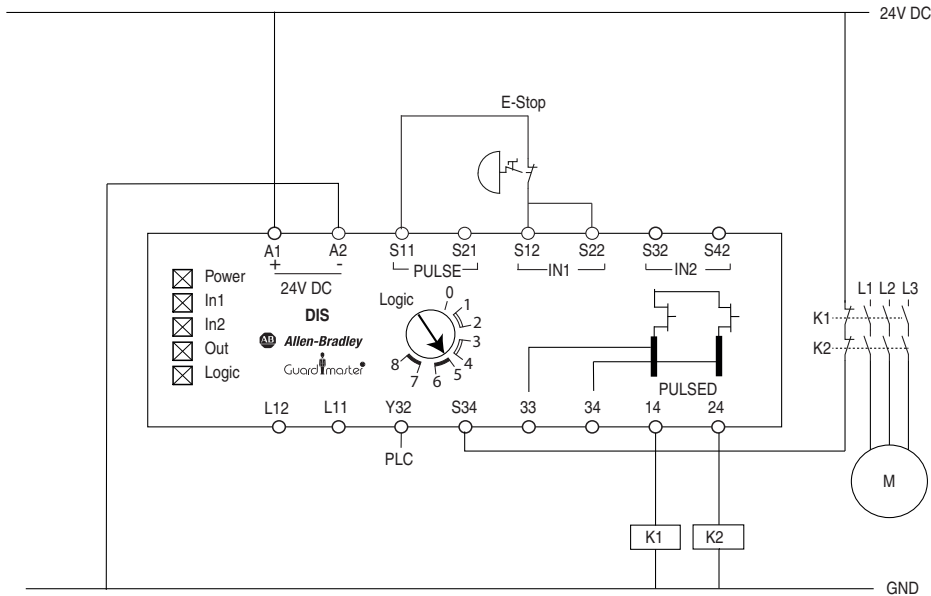 24V DC
E-Stop
A1 A2 S11 S21 S12 S22 S32 S42
+ - PULSE IN1 IN2
24V DC
Power
In1
In2
Out
Logic
DIS
AB Allen-Bradley
Guardmaster
Logic
0
1
2
3
4
5
6
7
8
PULSED
L12 L11 Y32 S34 33 34 14 24
PLC
L1 L2 L3
K1
K2
M
K1 K2
GND